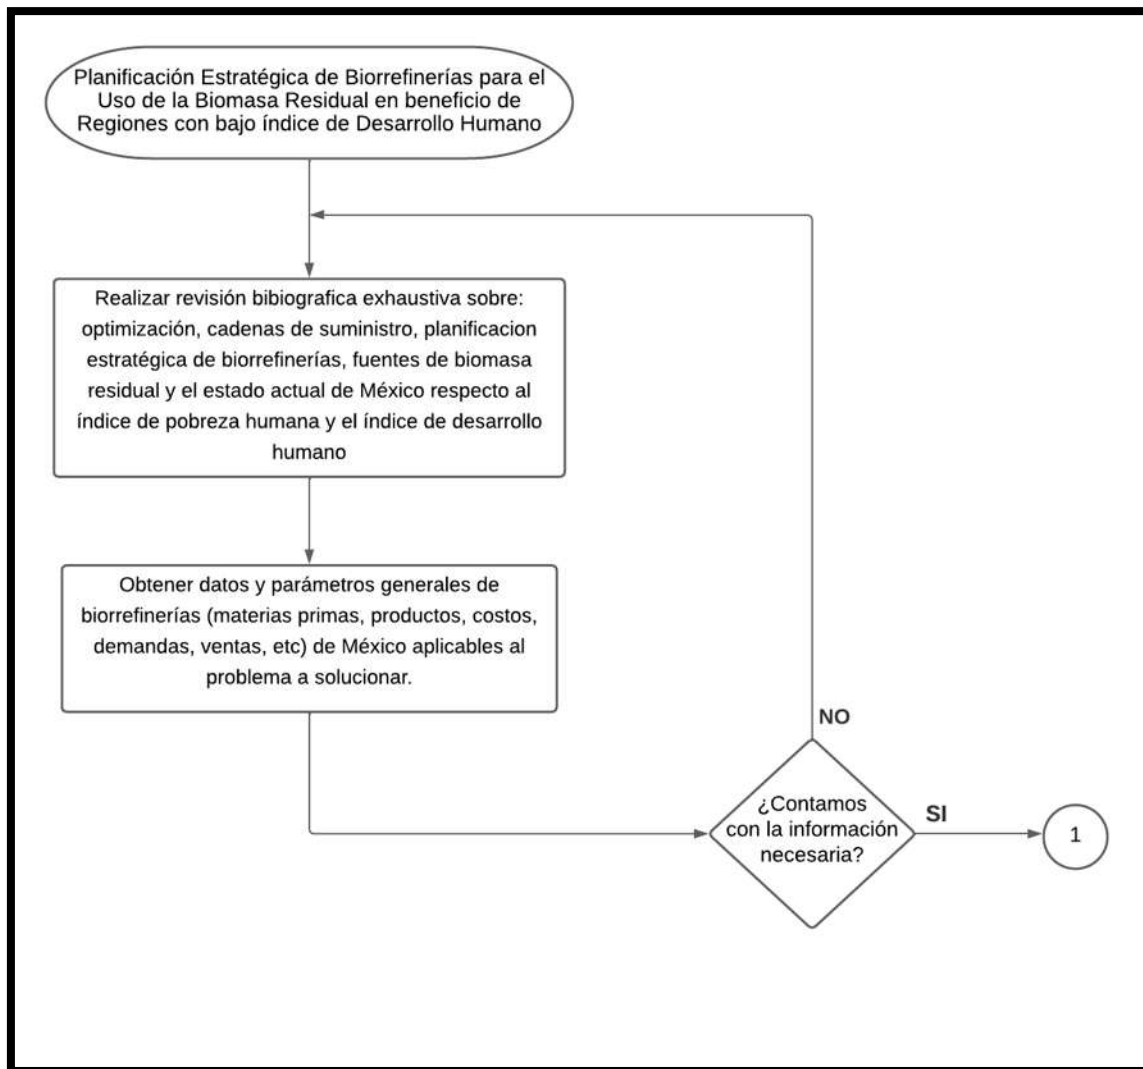 Planificación Estratégica de Biorrefinerías para el
Uso de la Biomasa Residual en beneficio de
Regiones con bajo índice de Desarrollo Humano
Realizar revisión bibiografica exhaustiva sobre:
optimización, cadenas de suministro, planificacion
estratégica de biorrefinerías, fuentes de biomasa
residual y el estado actual de México respecto al
índice de pobreza humana y el índice de desarrollo
humano
Obtener datos y parámetros generales de
biorrefinerías (materias primas, productos, costos,
demandas, ventas, etc) de México aplicables al
problema a solucionar.
NO
¿Contamos
con la información
necesaria?
SI
1